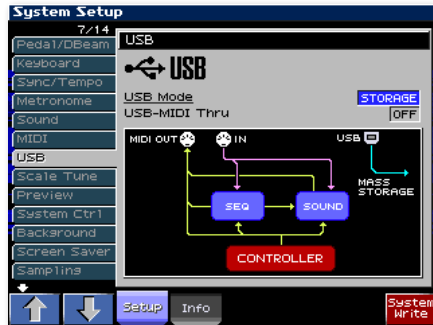 System Setup
7/14
Pedal/DBeam
Keyboard
Sync/Tempo
Metronome
Sound
MIDI
USB
Scale Tune
Preview
System Ctrl
Background
Screen Saver
Sampling
USB
USB
USB Mode STORAGE
USB-MIDI Thru OFF
MIDI OUT IN USB
MASS
STORAGE
SEQ SOUND
CONTROLLER
Setup Info
System
Write